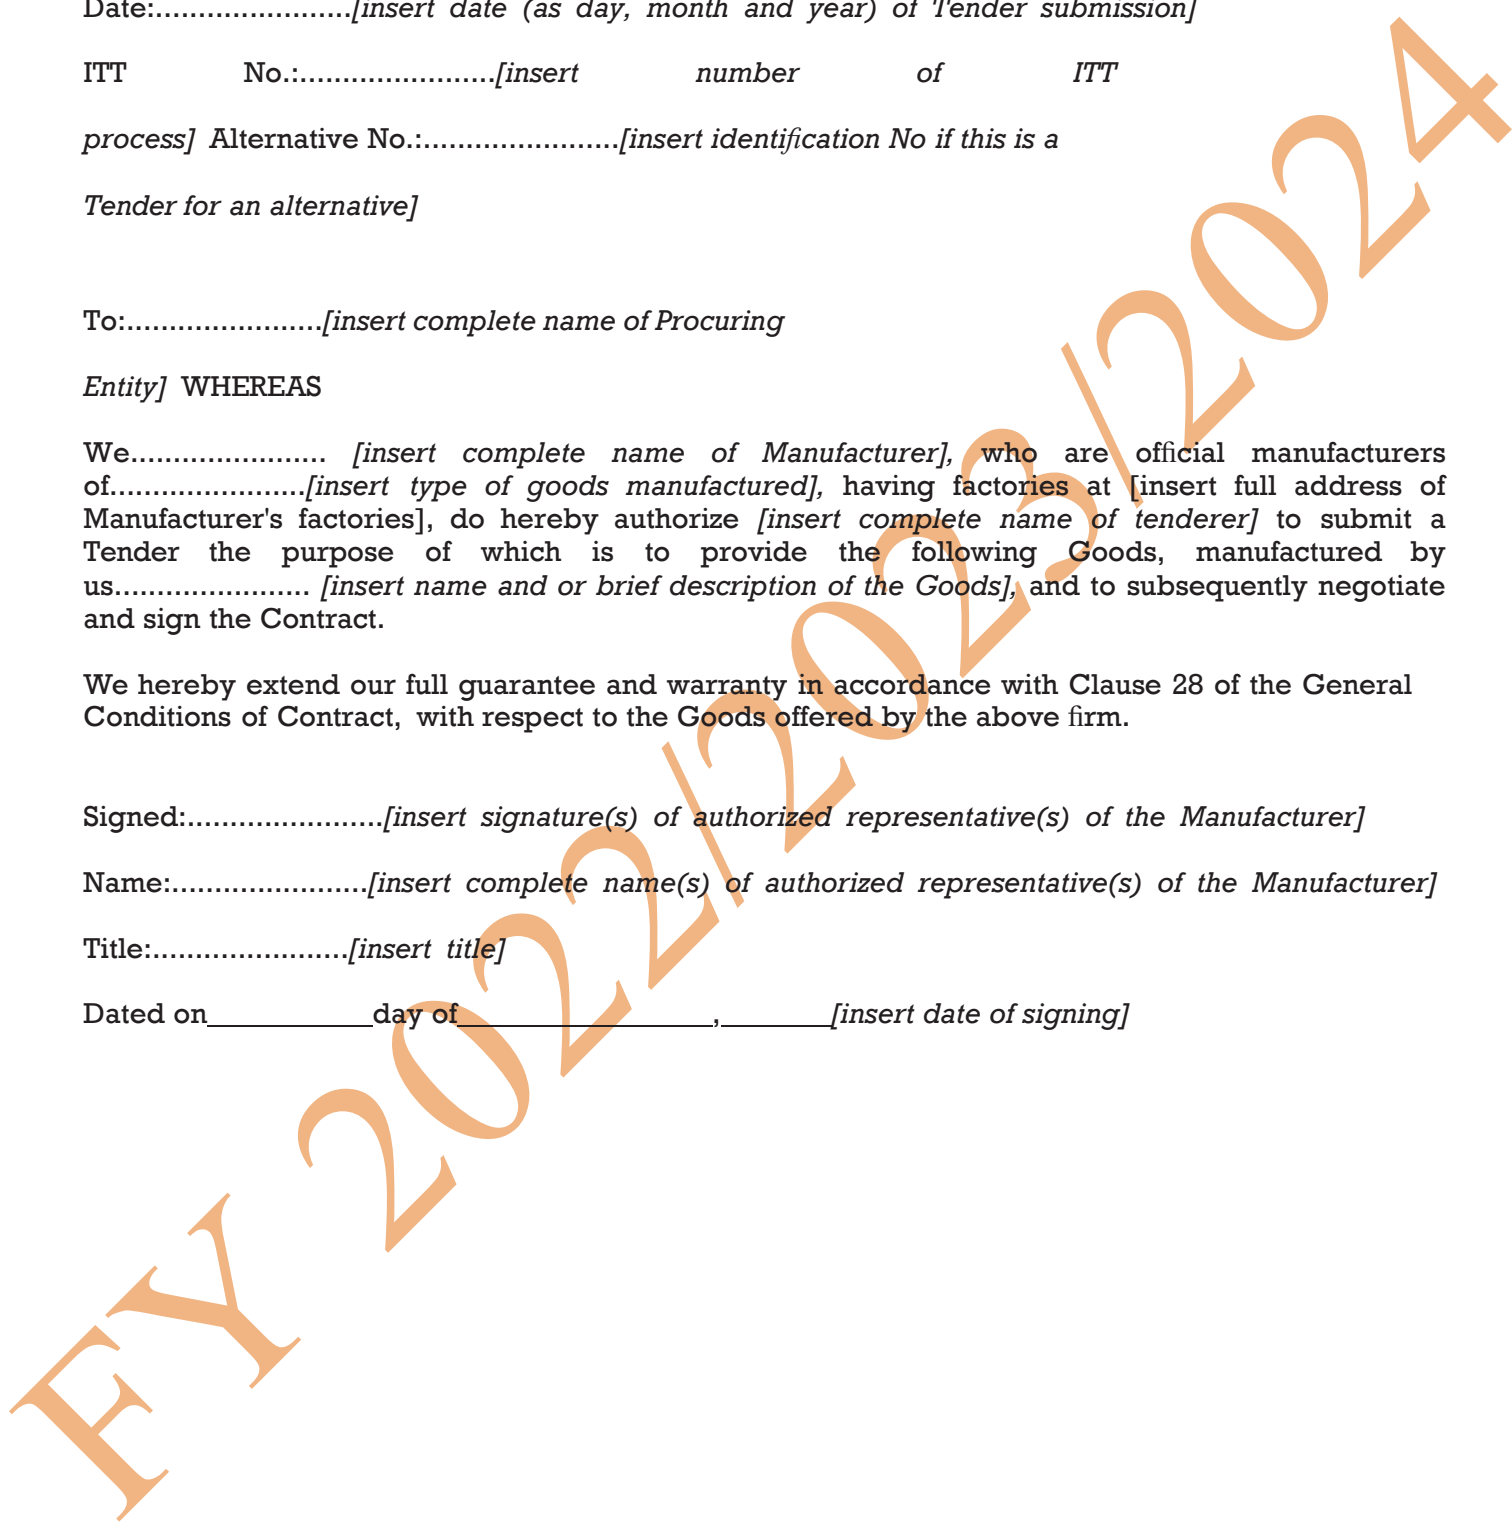 Date:.......................[insert date (as day, month and year) of Tender submission]
ITT No.:.......................[insert number of ITT
process] Alternative No.:.......................[insert identification No if this is a
Tender for an alternative]
To:.......................[insert complete name of Procuring
Entity] WHEREAS
We....................... [insert complete name of Manufacturer], who are official manufacturers
of.......................[insert type of goods manufactured], having factories at [insert full address of
Manufacturer's factories], do hereby authorize [insert complete name of tenderer] to submit a
Tender the purpose of which is to provide the following Goods, manufactured by
us....................... [insert name and or brief description of the Goods], and to subsequently negotiate
and sign the Contract.
We hereby extend our full guarantee and warranty in accordance with Clause 28 of the General
Conditions of Contract, with respect to the Goods offered by the above firm.
Signed:.......................[insert signature(s) of authorized representative(s) of the Manufacturer]
Name:.......................[insert complete name(s) of authorized representative(s) of the Manufacturer]
Title:.......................[insert title]
Dated on____________day of__________________,________[insert date of signing]
FY 2022/2023/2024